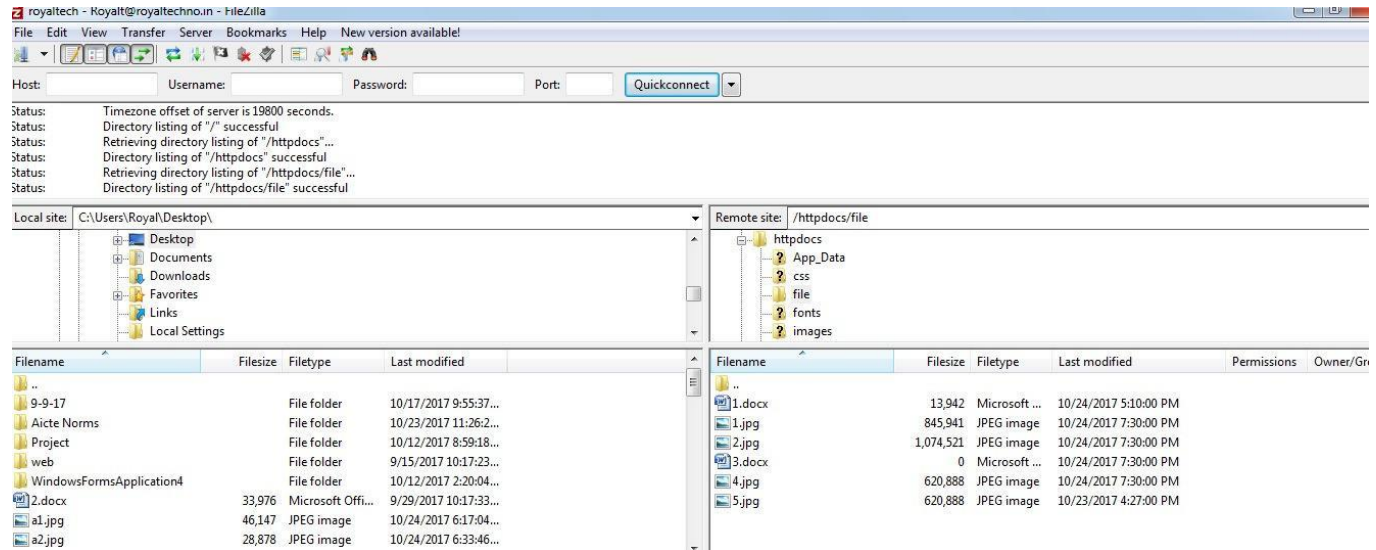 royaltech - Royalt@royaltechno.in - FileZilla
File Edit View Transfer Server Bookmarks Help New version available!
Host: Username: Password: Port: Quickconnect
Status: Timezone offset of server is 19800 seconds.
Status: Directory listing of "/" successful
Status: Retrieving directory listing of "/httpdocs"...
Status: Directory listing of "/httpdocs" successful
Status: Retrieving directory listing of "/httpdocs/file"...
Status: Directory listing of "/httpdocs/file" successful
Local site: C:\Users\Royal\Desktop\
Desktop
Documents
Downloads
Favorites
Links
Local Settings
Filename Filesize Filetype Last modified
..
9-9-17 File folder 10/17/2017 9:55:37...
Aicte Norms File folder 10/23/2017 11:26:2...
Project File folder 10/12/2017 8:59:18...
web File folder 9/15/2017 10:17:23...
WindowsFormsApplication4 File folder 10/12/2017 2:20:04...
2.docx 33,976 Microsoft Offi... 9/29/2017 10:17:33...
a1.jpg 46,147 JPEG image 10/24/2017 6:17:04...
a2.jpg 28,878 JPEG image 10/24/2017 6:33:46...
Remote site: /httpdocs/file
httpdocs
? App_Data
? css
file
? fonts
? images
Filename Filesize Filetype Last modified Permissions Owner/Gr
..
1.docx 13,942 Microsoft ... 10/24/2017 5:10:00 PM
1.jpg 845,941 JPEG image 10/24/2017 7:30:00 PM
2.jpg 1,074,521 JPEG image 10/24/2017 7:30:00 PM
3.docx 0 Microsoft ... 10/24/2017 7:30:00 PM
4.jpg 620,888 JPEG image 10/24/2017 7:30:00 PM
5.jpg 620,888 JPEG image 10/23/2017 4:27:00 PM